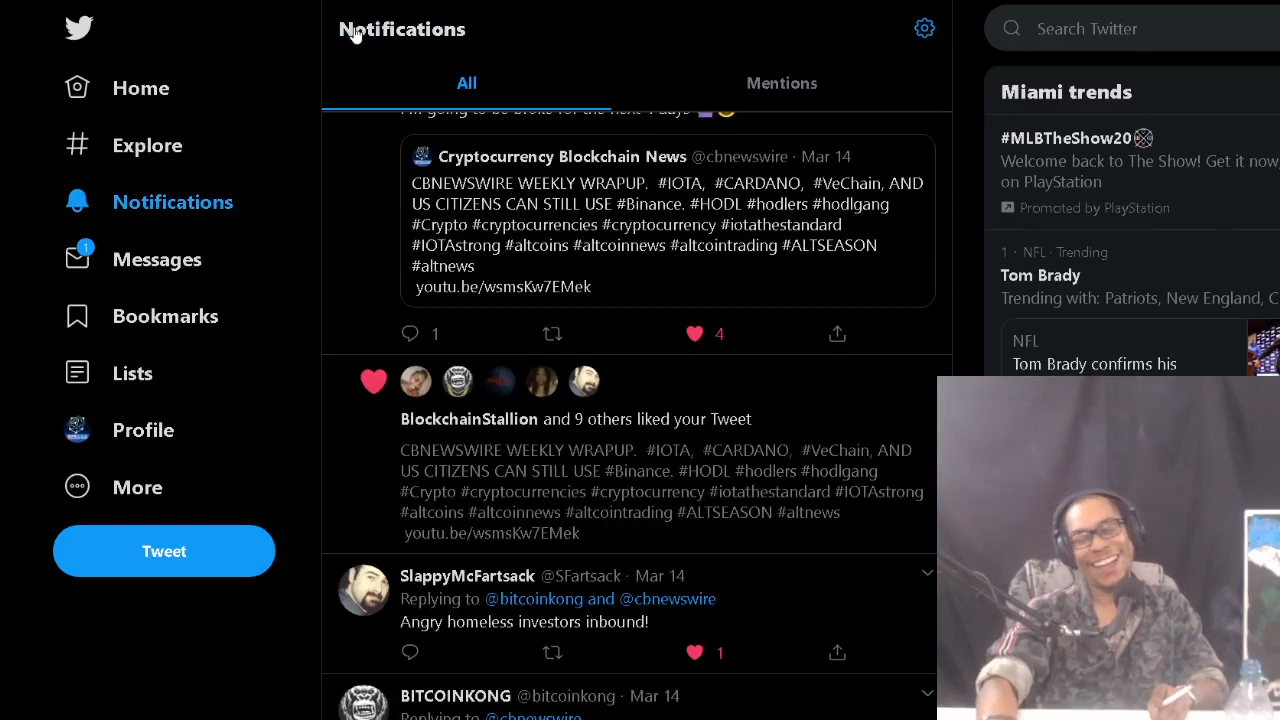 Notifications
Search Twitter
Home
Explore
Notifications
1
Messages
Bookmarks
Lists
Profile
More
Tweet
All
Mentions
Cryptocurrency Blockchain News @cbnewswire · Mar 14
CBNEWSWIRE WEEKLY WRAPUP. #IOTA, #CARDANO, #VeChain, AND
US CITIZENS CAN STILL USE #Binance. #HODL #hodlers #hodlgang
#Crypto #cryptocurrencies #cryptocurrency #iotathestandard
#IOTAstrong #altcoins #altcoinnews #altcointrading #ALTSEASON
#altnews
youtu.be/wsmsKw7EMek
1
4
BlockchainStallion and 9 others liked your Tweet
CBNEWSWIRE WEEKLY WRAPUP. #IOTA, #CARDANO, #VeChain, AND
US CITIZENS CAN STILL USE #Binance. #HODL #hodlers #hodlgang
#Crypto #cryptocurrencies #cryptocurrency #iotathestandard #IOTAstrong
#altcoins #altcoinnews #altcointrading #ALTSEASON #altnews
youtu.be/wsmsKw7EMek
SlappyMcFartsack @SFartsack · Mar 14
Replying to @bitcoinkong and @cbnewswire
Angry homeless investors inbound!
1
BITCOINKONG @bitcoinkong · Mar 14
Replying to @cbnewswire
Miami trends
#MLBTheShow20
Welcome back to The Show! Get it now
on PlayStation
Promoted by PlayStation
1 · NFL · Trending
Tom Brady
Trending with: Patriots, New England, C
NFL
Tom Brady confirms his